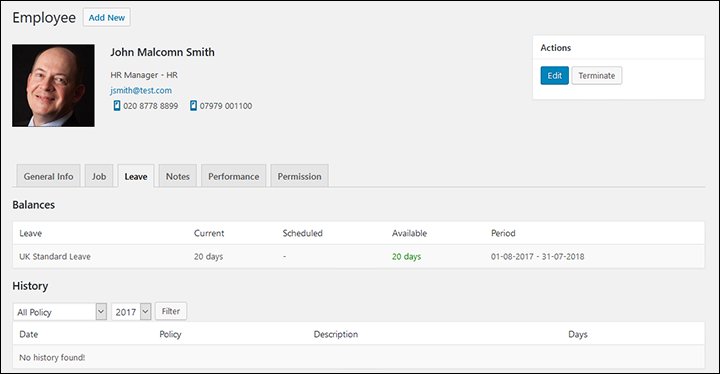 Employee Add New
John Malcomn Smith
HR Manager - HR
jsmith@test.com
020 8778 8899 07979 001100
Actions
Edit Terminate
General Info Job Leave Notes Performance Permission
Balances
Leave Current Scheduled Available Period
UK Standard Leave 20 days - 20 days 01-08-2017 - 31-07-2018
History
All Policy 2017 Filter
Date Policy Description Days
No history found!